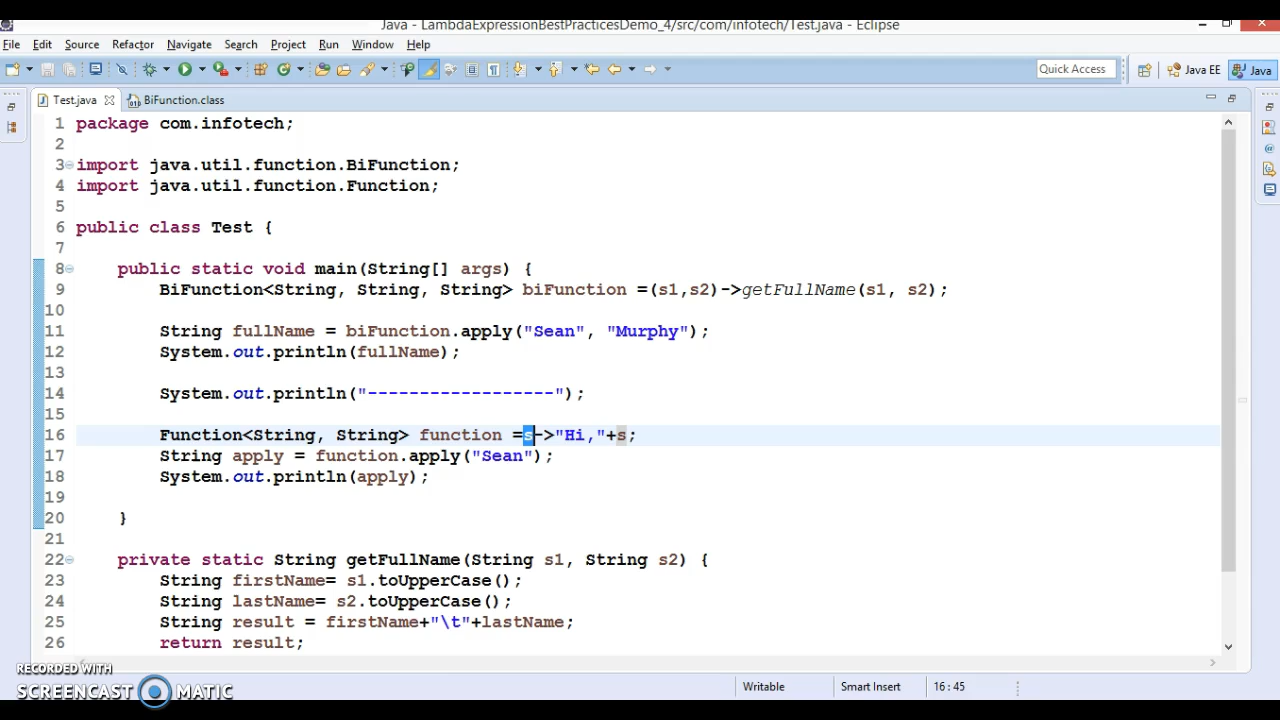 Java - LambdaExpressionBestPracticesDemo_4/src/com/infotech/Test.java - Eclipse
File Edit Source Refactor Navigate Search Project Run Window Help
Quick Access Java EE Java
Test.java BiFunction.class
1 package com.infotech;
2
3 import java.util.function.BiFunction;
4 import java.util.function.Function;
5
6 public class Test {
7
8 public static void main(String[] args) {
9 BiFunction<String, String, String> biFunction =(s1,s2)->getFullName(s1, s2);
10
11 String fullName = biFunction.apply("Sean", "Murphy");
12 System.out.println(fullName);
13
14 System.out.println("------------------");
15
16 Function<String, String> function =s->"Hi,"+s;
17 String apply = function.apply("Sean");
18 System.out.println(apply);
19
20 }
21
22 private static String getFullName(String s1, String s2) {
23 String firstName= s1.toUpperCase();
24 String lastName= s2.toUpperCase();
25 String result = firstName+"\t"+lastName;
26 return result;
RECORDED WITH
SCREENCAST MATIC
Writable Smart Insert 16 : 45